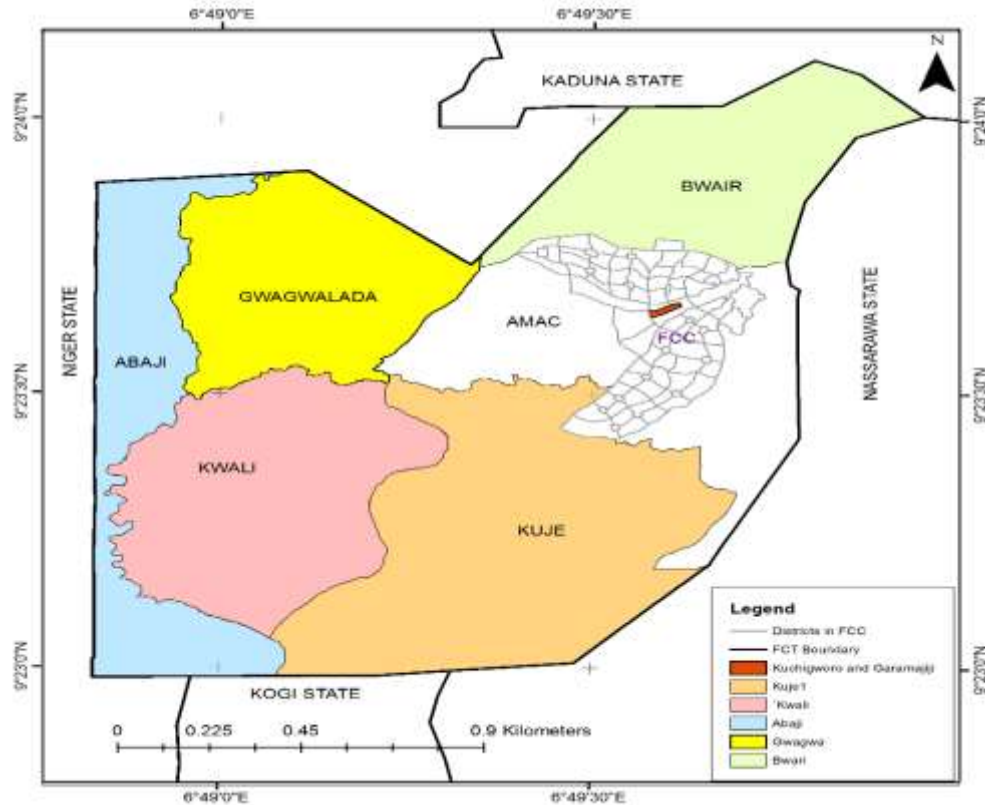 6°49'0"E
6°49'30"E
N
KADUNA STATE
9°24'0"N
9°24'0"N
BWAIR
NIGER STATE
GWAGWALADA
NASSARAWA STATE
AMAC
FCC
ABAJI
9°23'30"N
9°23'30"N
KWALI
KUJE
Legend
Districts in FCC
FCT Boundary
Kuchigworo and Garamajiji
Kuje1
`Kwali
Abaji
Gwagwa
Bwari
9°23'0"N
9°23'0"N
KOGI STATE
0 0.225 0.45 0.9 Kilometers
6°49'0"E
6°49'30"E